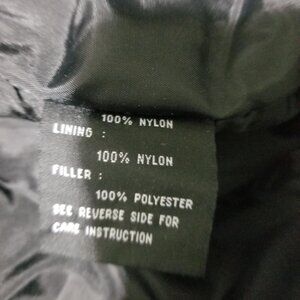 100% NYLON
LINING :
100% NYLON
FILLER :
100% POLYESTER
SEE REVERSE SIDE FOR
CARE INSTRUCTION